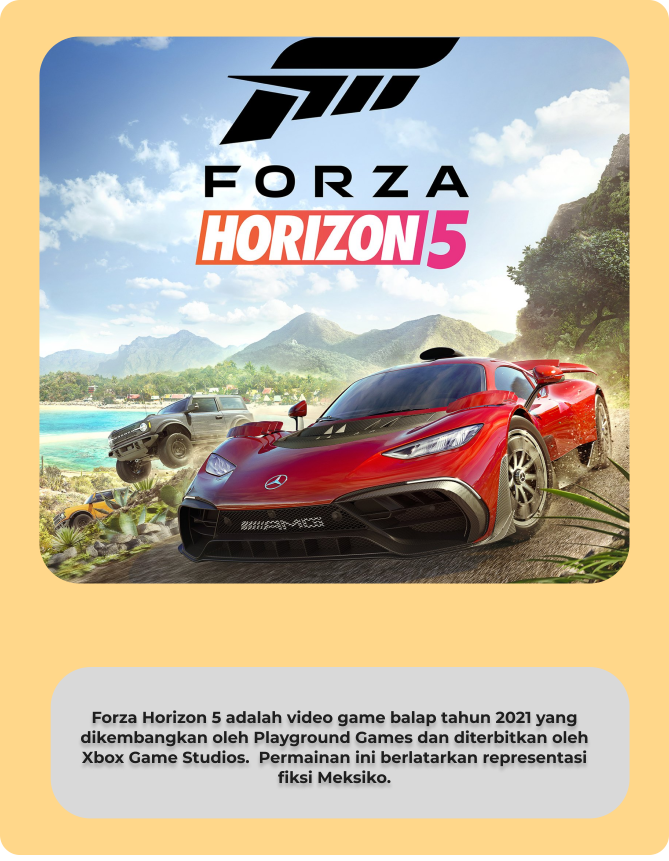 FORZA
HORIZON 5
AMG
Forza Horizon 5 adalah video game balap tahun 2021 yang
dikembangkan oleh Playground Games dan diterbitkan oleh
Xbox Game Studios.  Permainan ini berlatarkan representasi
fiksi Meksiko.